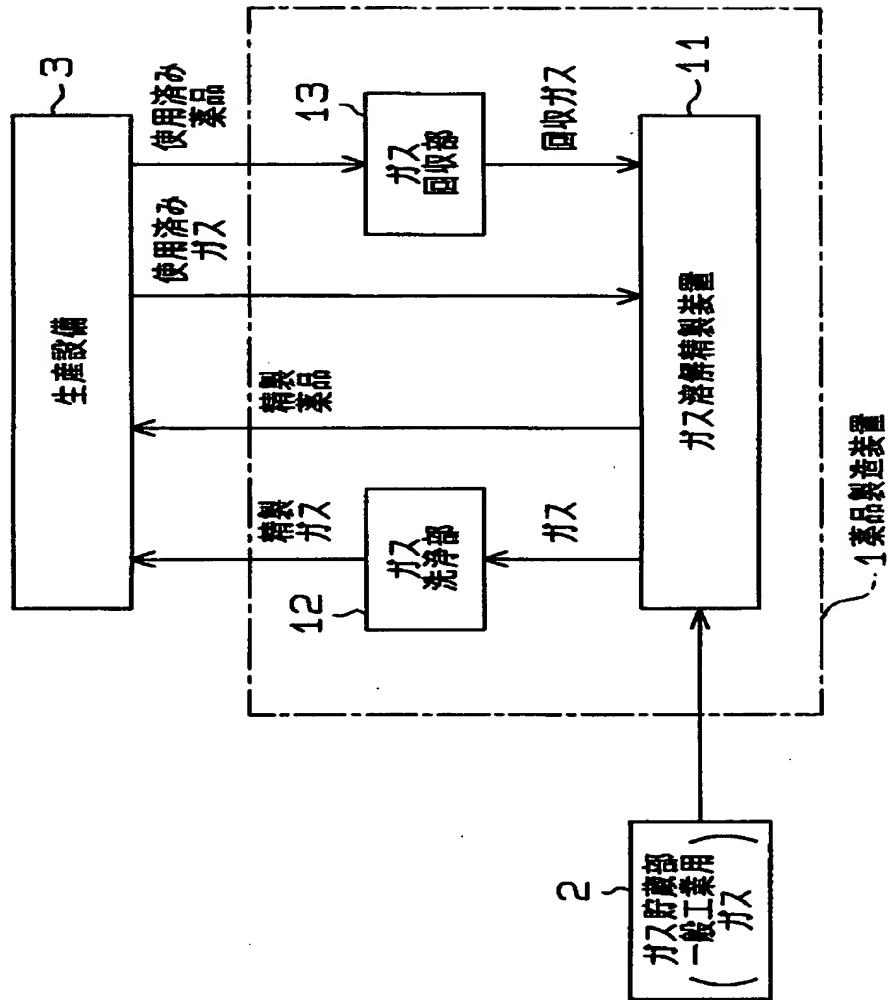 3
生産設備
使用済み
薬品
使用済み
ガス
精製
薬品
精製
ガス
13
ガス
回収部
回収ガス
12
ガス
洗浄部
ガス
11
ガス溶解精製装置
1 薬品製造装置
2
ガス貯蔵部
(一般工業用
ガス)